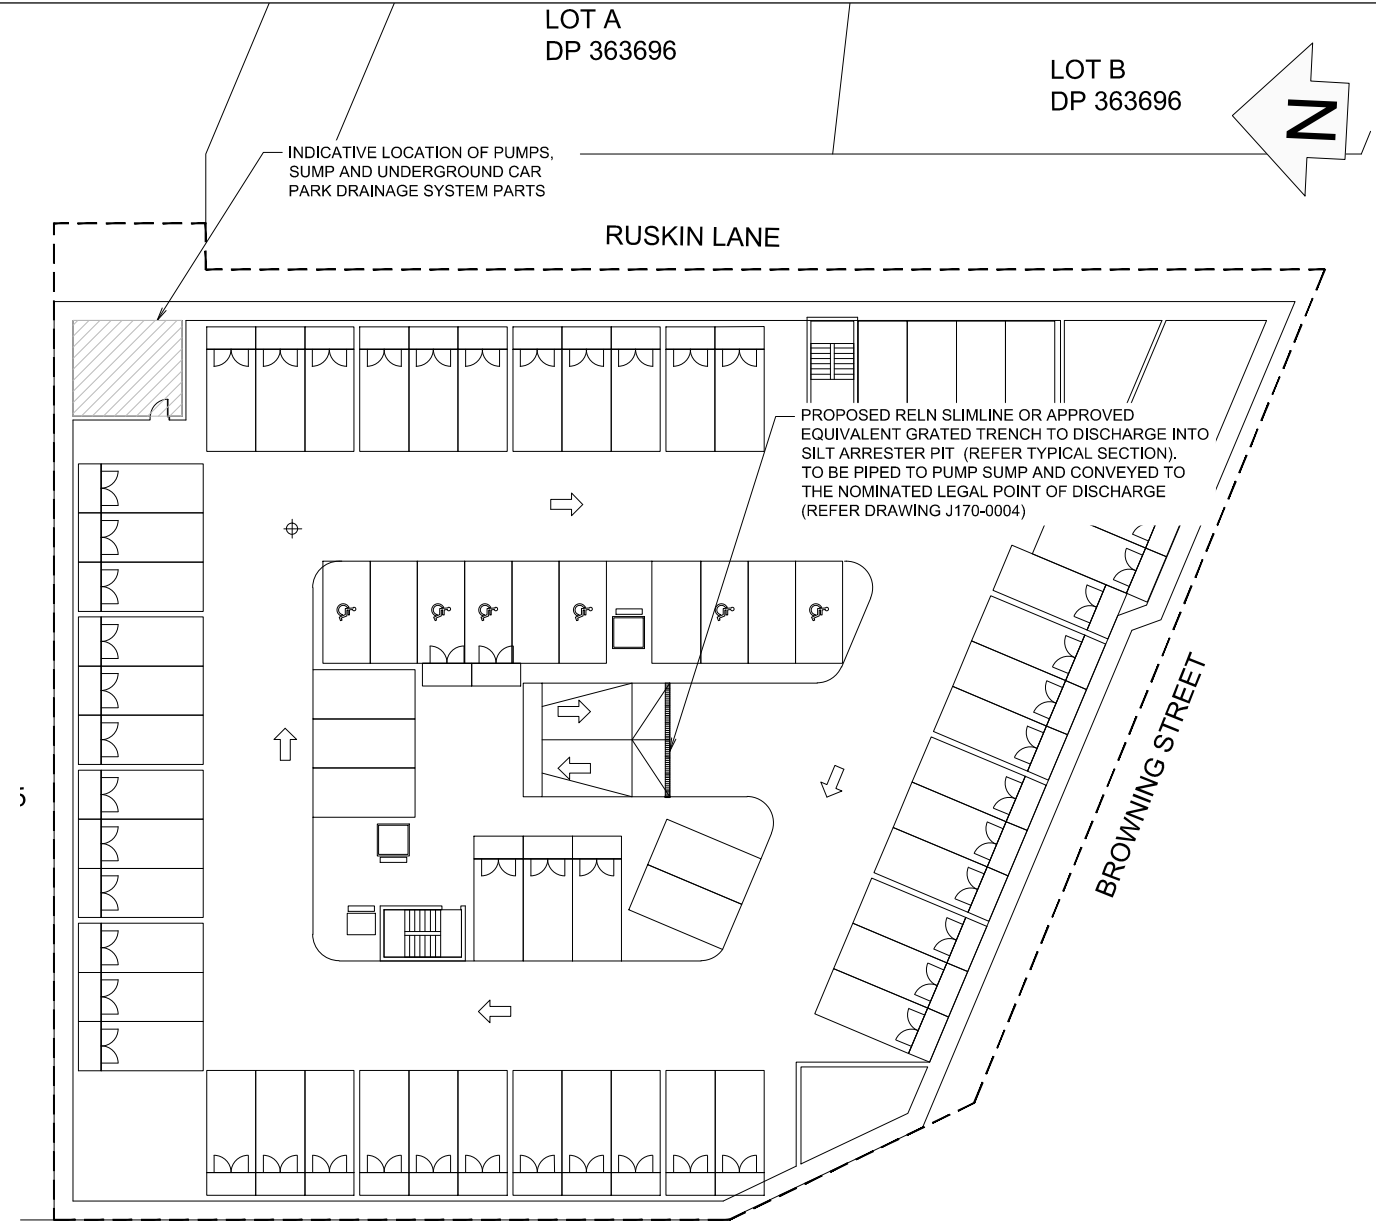 LOT A
DP 363696
LOT B
DP 363696
N
INDICATIVE LOCATION OF PUMPS,
SUMP AND UNDERGROUND CAR
PARK DRAINAGE SYSTEM PARTS
RUSKIN LANE
PROPOSED RELN SLIMLINE OR APPROVED
EQUIVALENT GRATED TRENCH TO DISCHARGE INTO
SILT ARRESTER PIT (REFER TYPICAL SECTION).
TO BE PIPED TO PUMP SUMP AND CONVEYED TO
THE NOMINATED LEGAL POINT OF DISCHARGE
(REFER DRAWING J170-0004)
BROWNING STREET